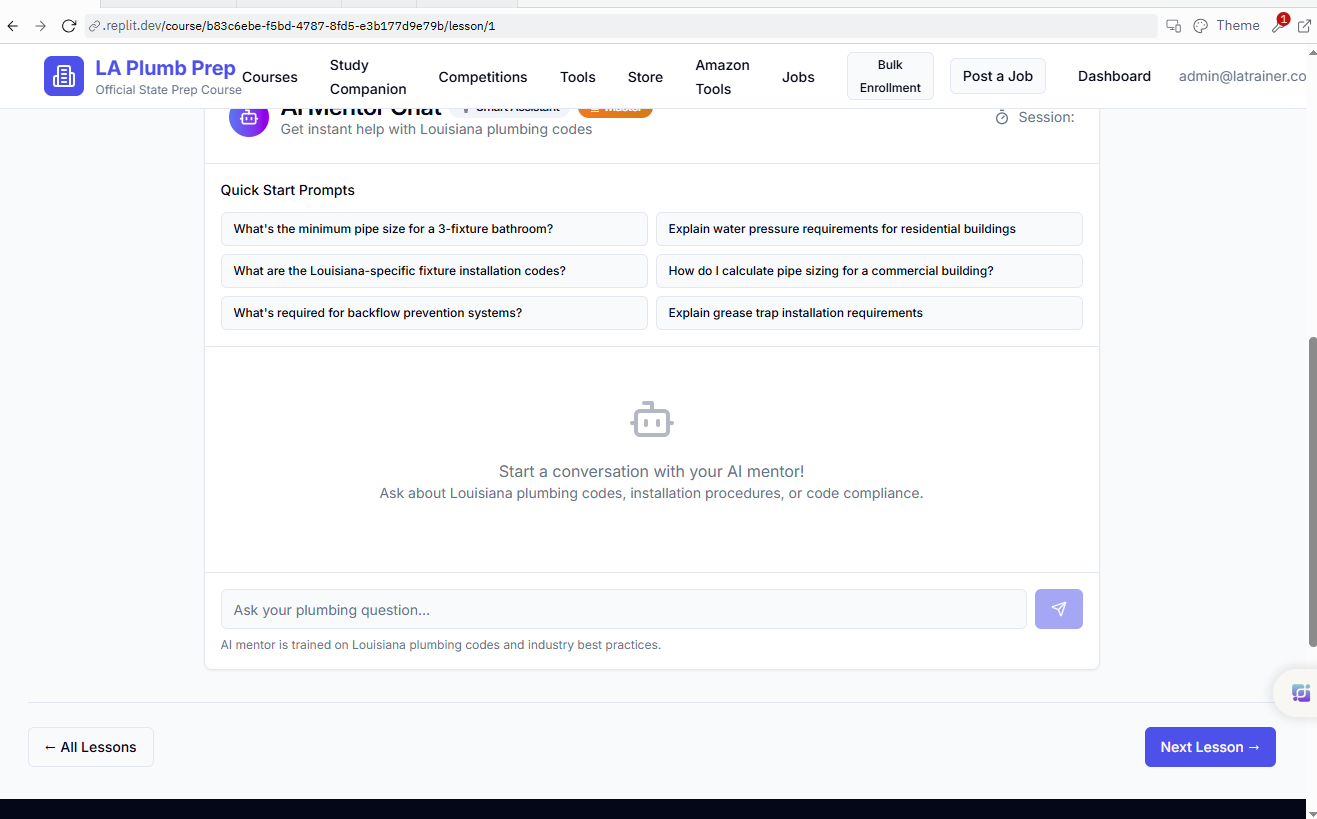 .replit.dev/course/b83c6ebe-f5bd-4787-8fd5-e3b177d9e79b/lesson/1
Theme
1
LA Plumb Prep
Official State Prep Course
Courses
Study
Companion
Competitions
Tools
Store
Amazon
Tools
Jobs
Bulk
Enrollment
Post a Job
Dashboard
admin@latrainer.co
AI Mentor Chat
Smart Assistant
Get instant help with Louisiana plumbing codes
Session:
Quick Start Prompts
What's the minimum pipe size for a 3-fixture bathroom?
Explain water pressure requirements for residential buildings
What are the Louisiana-specific fixture installation codes?
How do I calculate pipe sizing for a commercial building?
What's required for backflow prevention systems?
Explain grease trap installation requirements
Start a conversation with your AI mentor!
Ask about Louisiana plumbing codes, installation procedures, or code compliance.
Ask your plumbing question...
AI mentor is trained on Louisiana plumbing codes and industry best practices.
← All Lessons
Next Lesson →